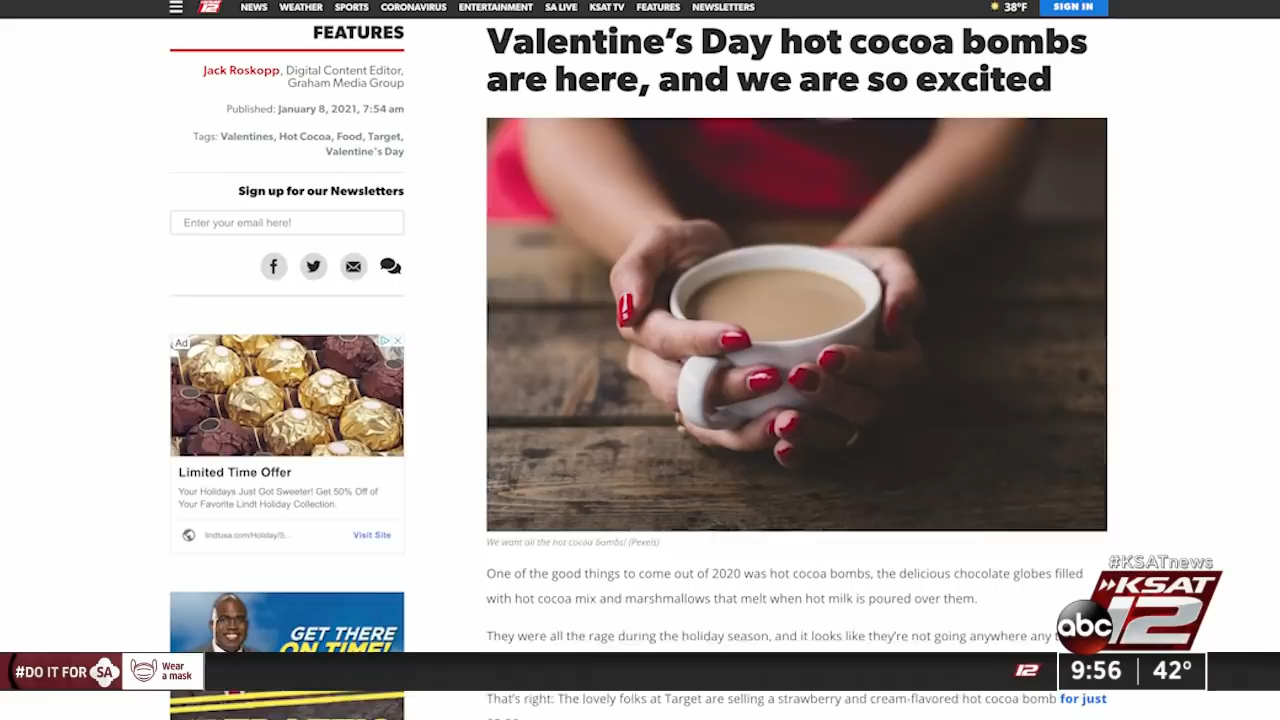 KSAT 12
NEWS WEATHER SPORTS CORONAVIRUS ENTERTAINMENT SA LIVE KSAT TV FEATURES NEWSLETTERS
38°F
SIGN IN
FEATURES
Jack Roskopp, Digital Content Editor,
Graham Media Group
Published: January 8, 2021, 7:54 am
Tags: Valentines, Hot Cocoa, Food, Target,
Valentine's Day
Sign up for our Newsletters
Enter your email here!
Ad
Limited Time Offer
Your Holidays Just Got Sweeter! Get 50% Off of
Your Favorite Lindt Holiday Collection.
lindtusa.com/Holiday/S...
Visit Site
GET THERE
ON TIME!
Valentine's Day hot cocoa bombs
are here, and we are so excited
We want all the hot cocoa bombs! (Pexels)
One of the good things to come out of 2020 was hot cocoa bombs, the delicious chocolate globes filled
with hot cocoa mix and marshmallows that melt when hot milk is poured over them.
They were all the rage during the holiday season, and it looks like they're not going anywhere any
That's right: The lovely folks at Target are selling a strawberry and cream-flavored hot cocoa bomb for just
#KSATnews
KSAT
12
abc
#DO IT FOR SA
Wear
a mask
12
9:56
42°